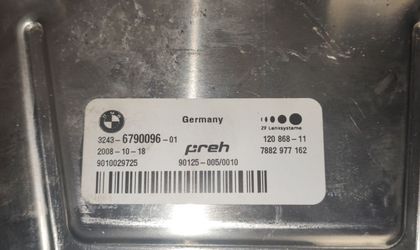 Germany
ZF Lenksysteme
3243-6790096-01
120 868-11
2008-10-18
preh
7882 977 162
9010029725
90125-005/0010